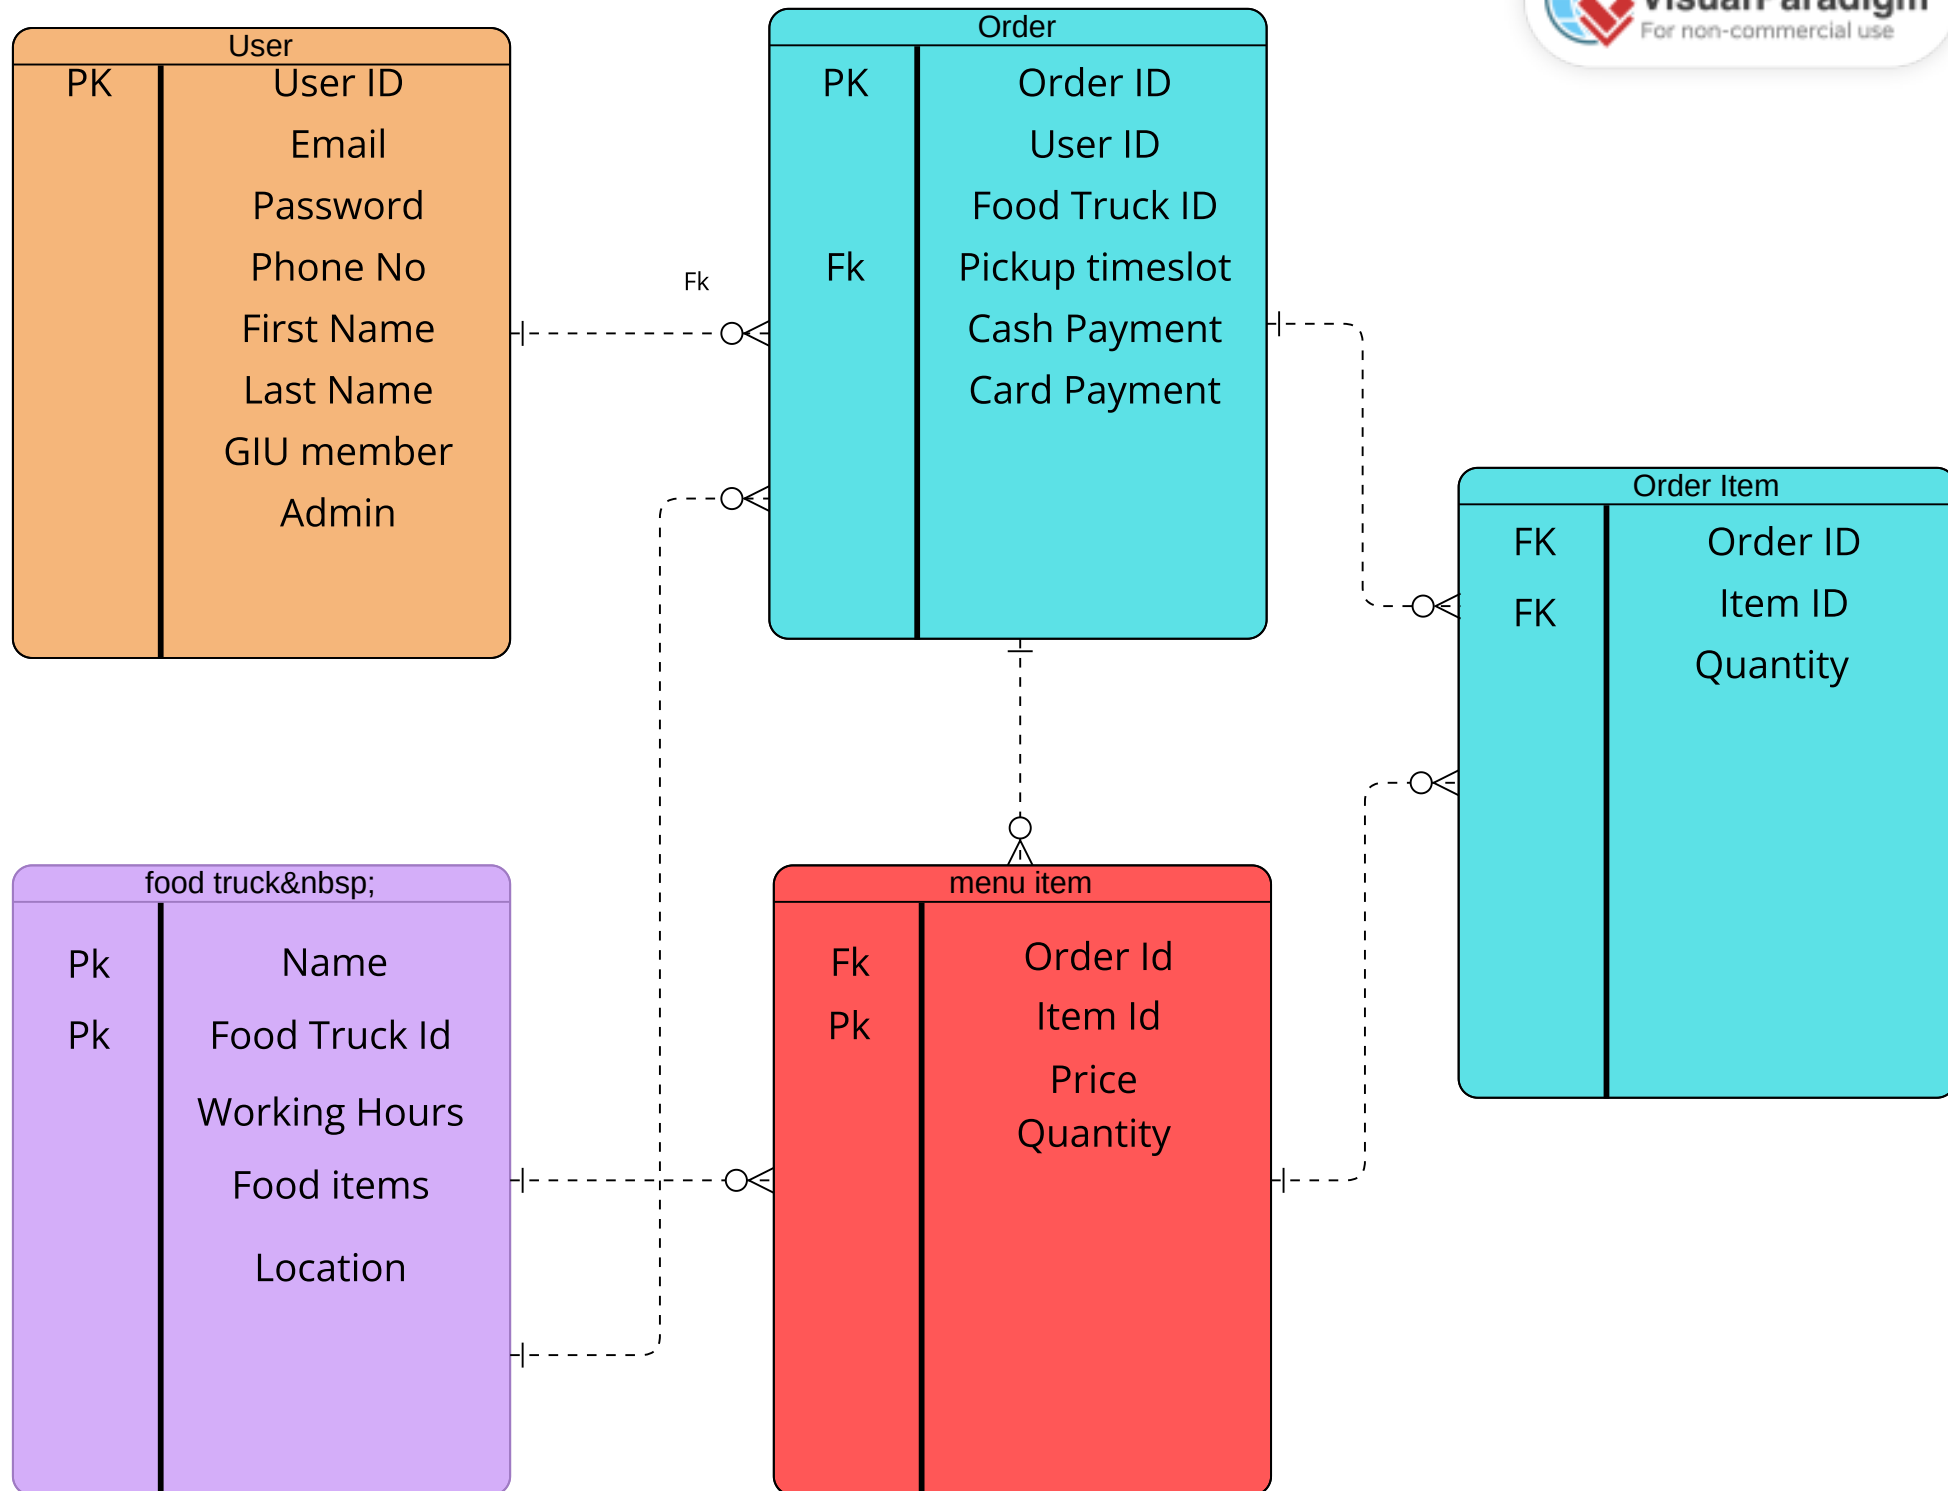 User
PK User ID
Email
Password
Phone No
First Name
Last Name
GIU member
Admin
Fk
Order
PK Order ID
User ID
Food Truck ID
Fk Pickup timeslot
Cash Payment
Card Payment
VisualParadigm
For non-commercial use
Order Item
FK Order ID
FK Item ID
Quantity
food truck&nbsp;
Pk Name
Pk Food Truck Id
Working Hours
Food items
Location
menu item
Fk Order Id
Pk Item Id
Price
Quantity